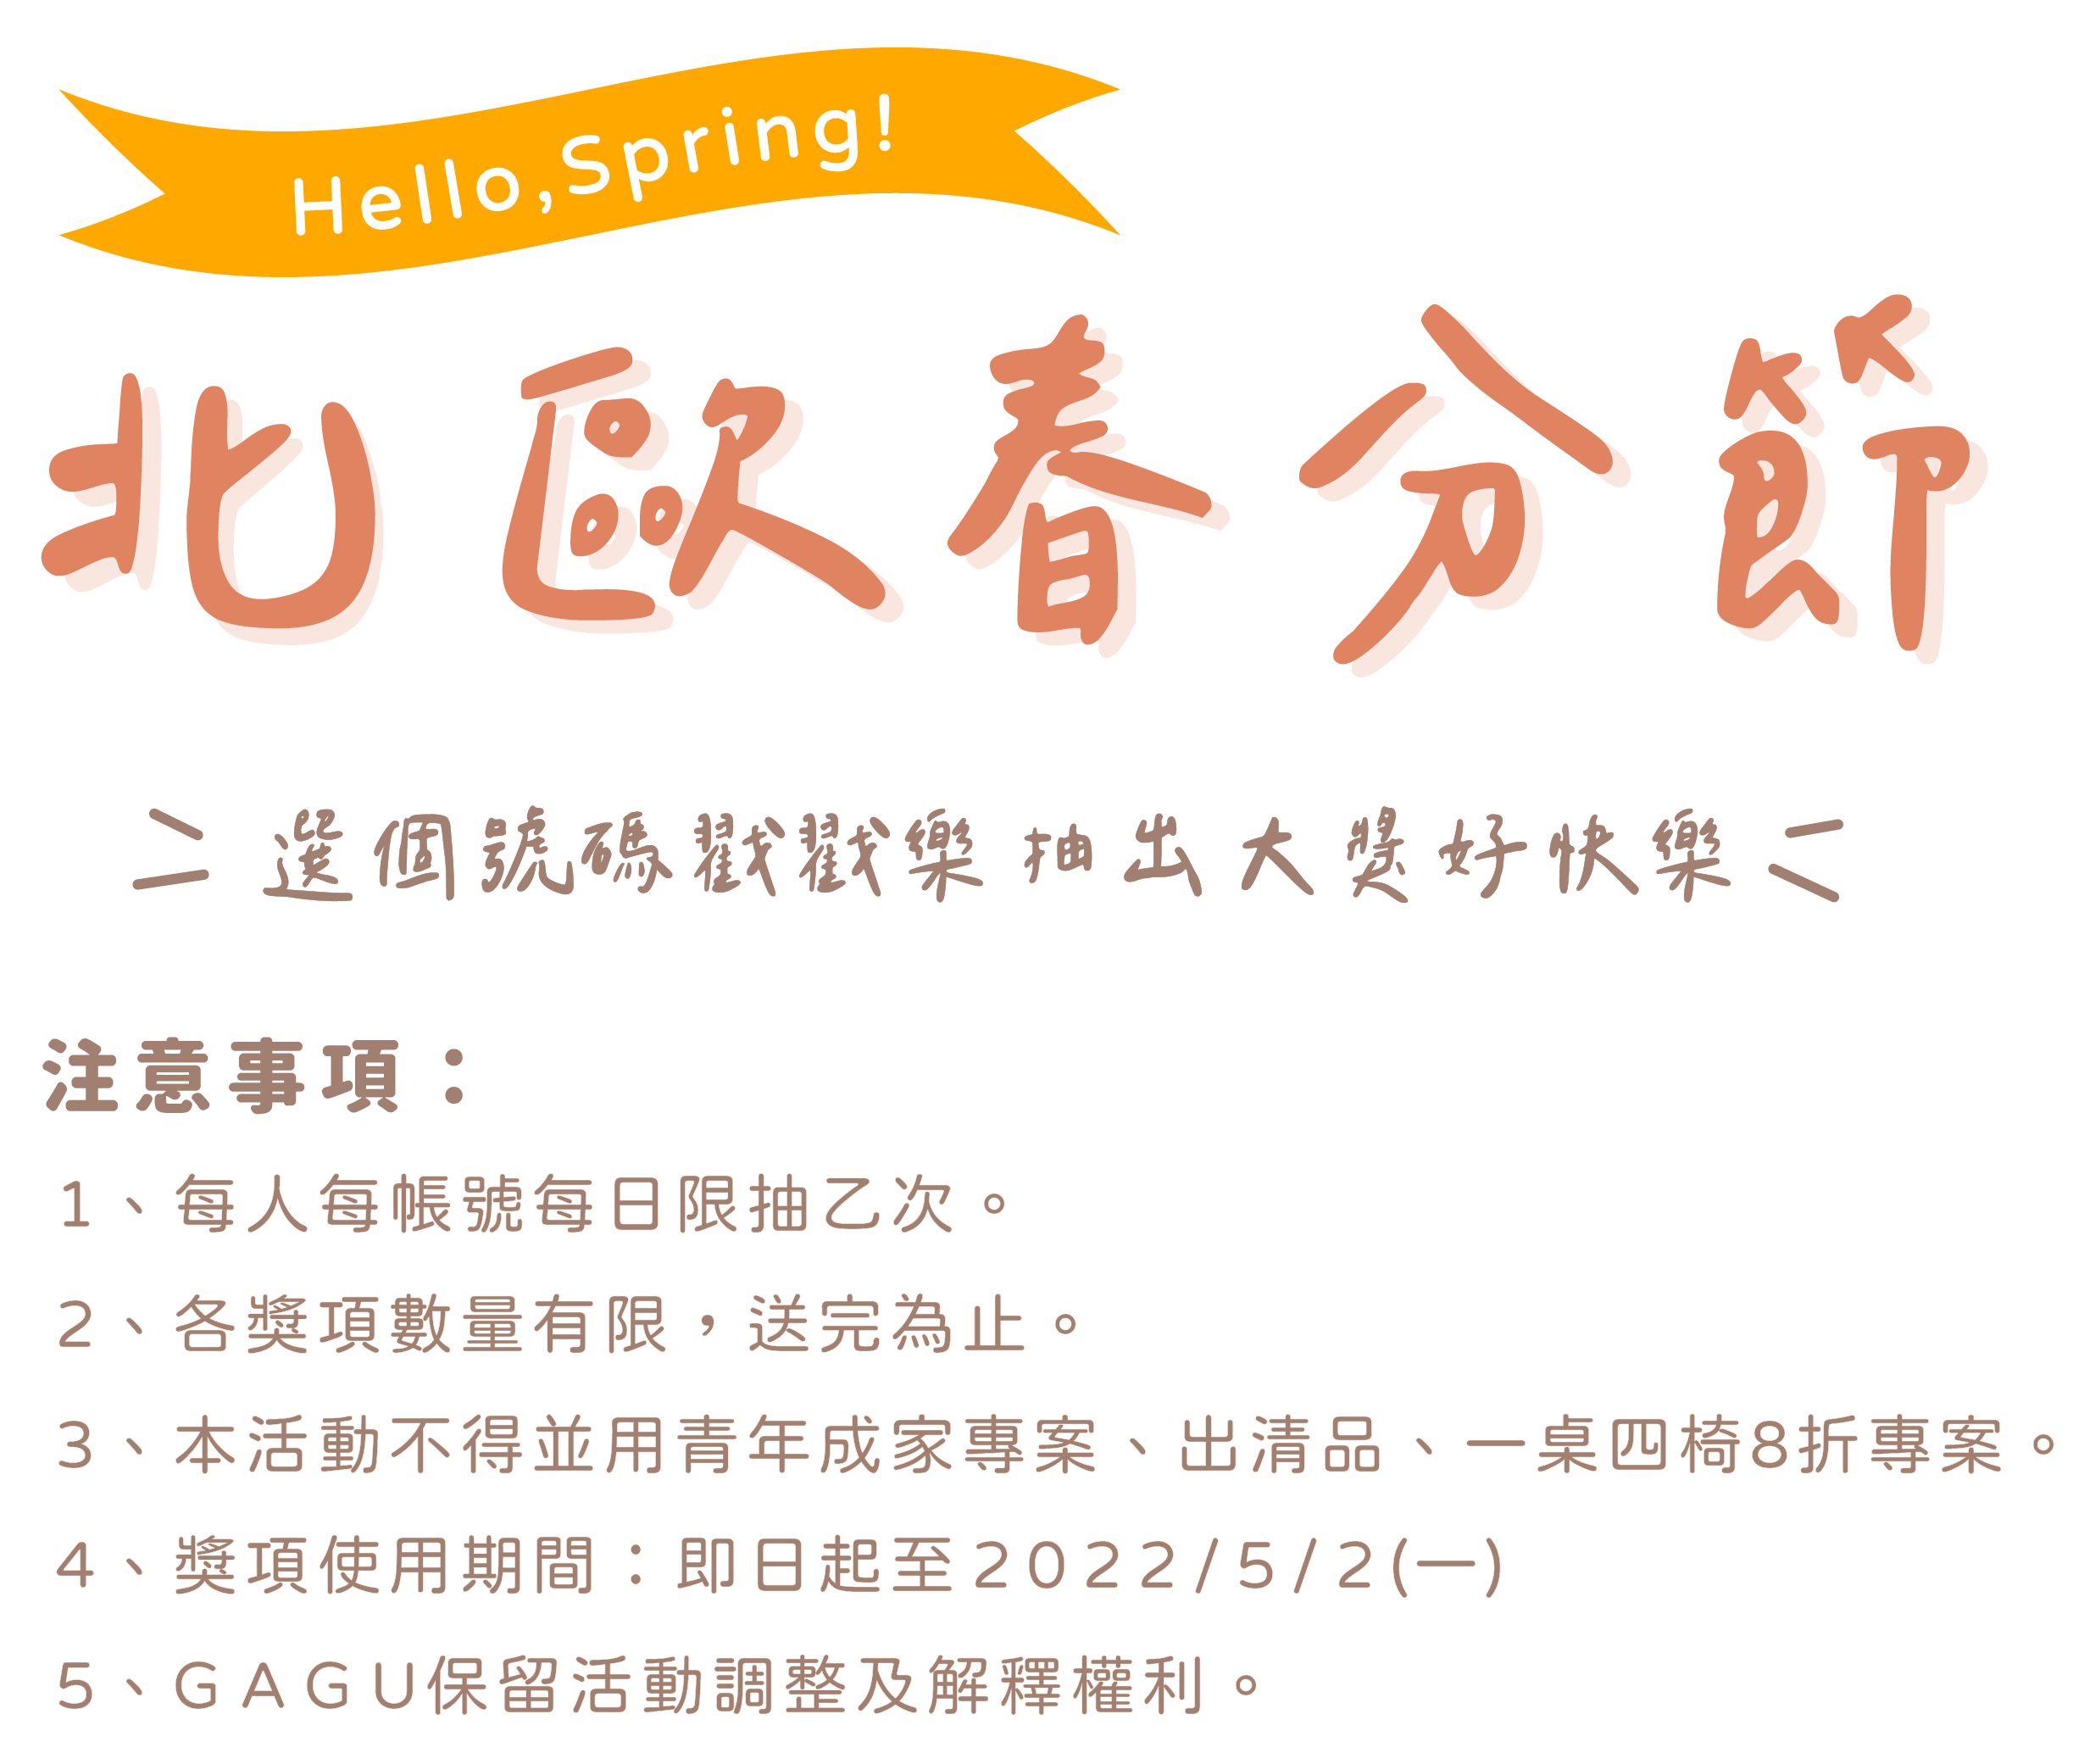 Hello,Spring!
北歐春分節
選個號碼雙雙樂抽出大獎好快樂
注意事項：
1、每人每帳號每日限抽乙次。
2、各獎項數量有限，送完為止。
3、本活動不得並用青年成家專案、出清品、一桌四椅8折專案。
4、獎項使用期間：即日起至2022/5/2(一)
5、GAGU保留活動調整及解釋權利。